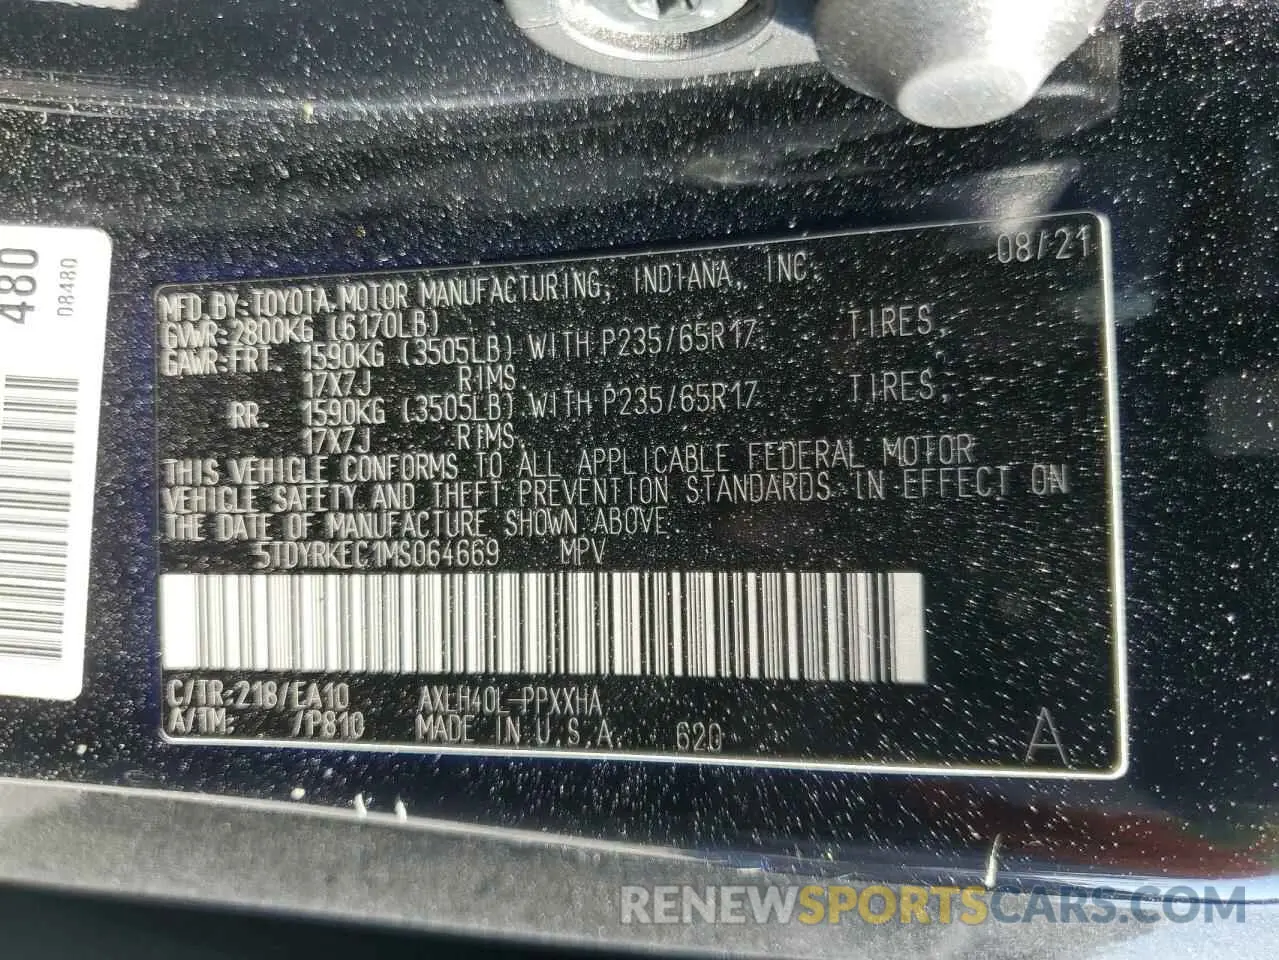 480
08480
08/21
MFD.BY:TOYOTA MOTOR MANUFACTURING, INDIANA, INC.
GWR:2800KG (6170LB)
GAWR:FRT. 1590KG (3505LB) WITH P235/65R17 TIRES,
17X7J RIMS
RR. 1590KG (3505LB) WITH P235/65R17 TIRES,
17X7J RIMS
THIS VEHICLE CONFORMS TO ALL APPLICABLE FEDERAL MOTOR
VEHICLE SAFETY AND THEFT PREVENTION STANDARDS IN EFFECT ON
THE DATE OF MANUFACTURE SHOWN ABOVE.
5TDYRKEC1MS064669 MPV
C/TR:218/EA10 AXLH40L-PPXXHA
A/TM: /P810 MADE IN U.S.A. 620
A
RENEWSPORTSCARS.COM